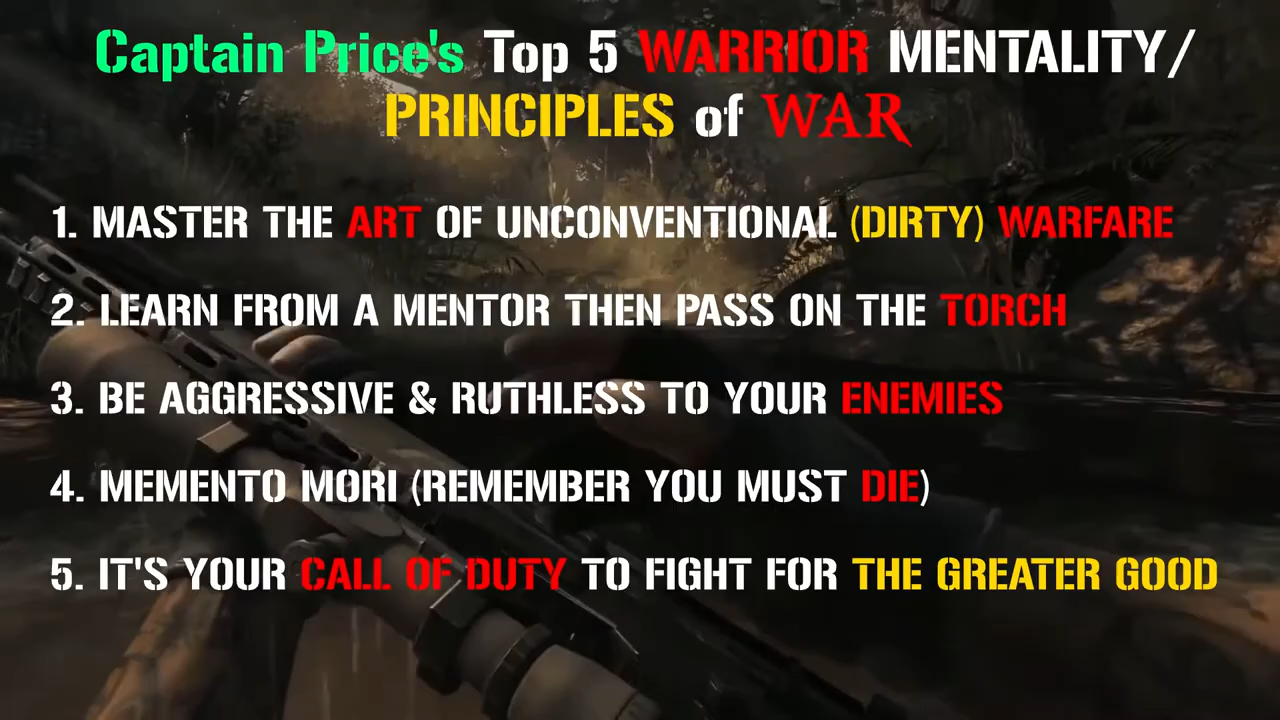 Captain Price's Top 5 WARRIOR MENTALITY/
PRINCIPLES of WAR
1. MASTER THE ART OF UNCONVENTIONAL (DIRTY) WARFARE
2. LEARN FROM A MENTOR THEN PASS ON THE TORCH
3. BE AGGRESSIVE & RUTHLESS TO YOUR ENEMIES
4. MEMENTO MORI (REMEMBER YOU MUST DIE)
5. IT'S YOUR CALL OF DUTY TO FIGHT FOR THE GREATER GOOD